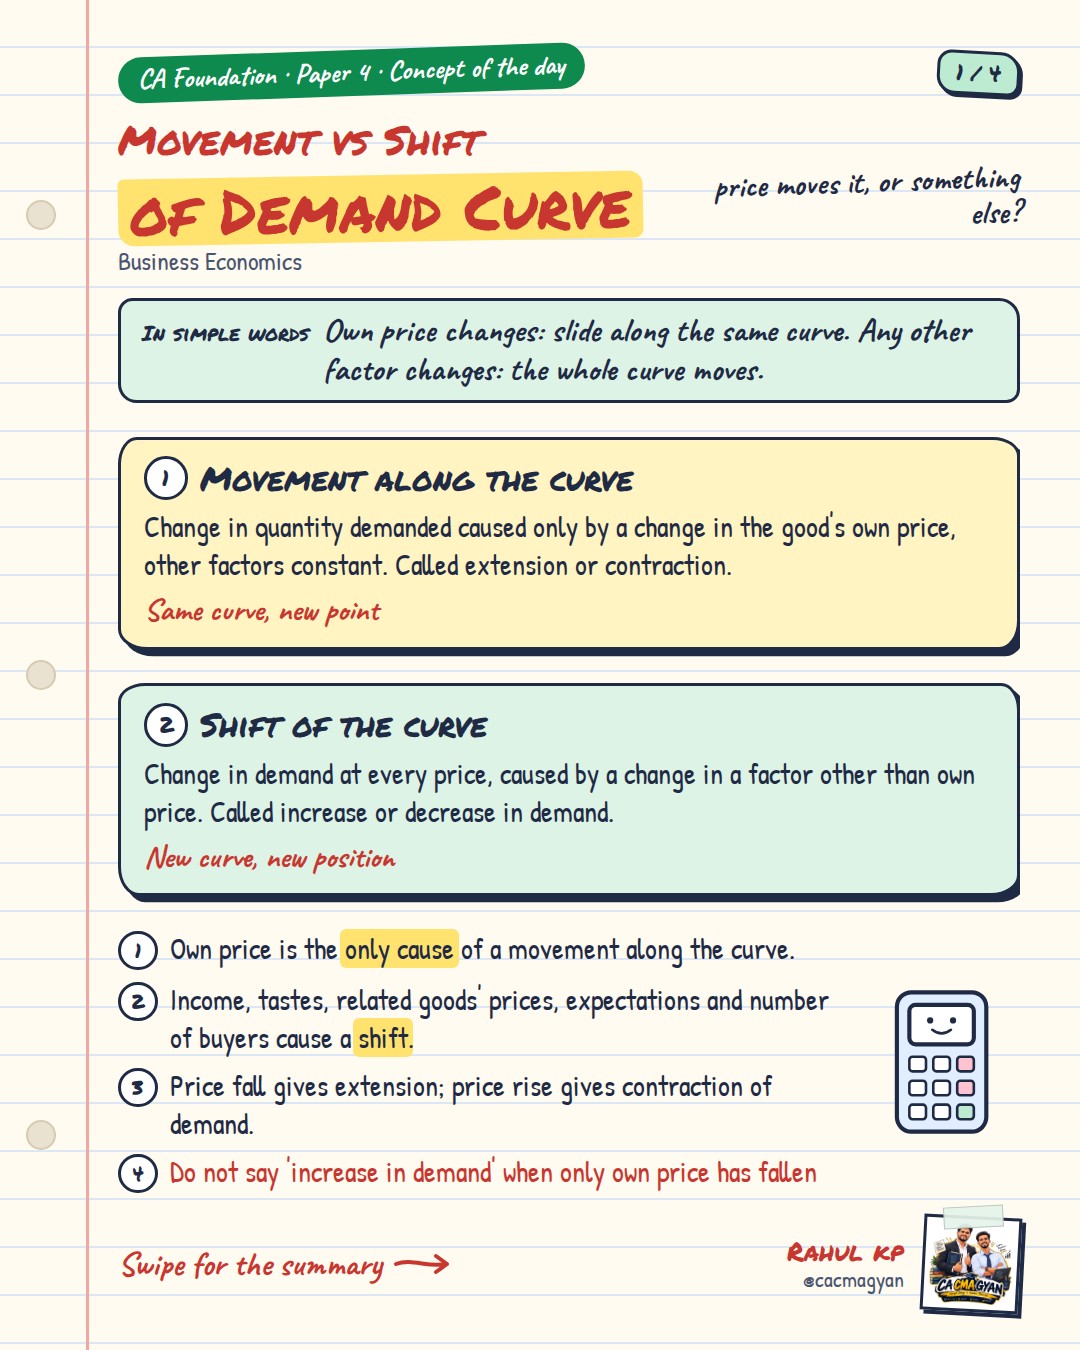 CA Foundation · Paper 4 · Concept of the day
1 / 4
Movement vs Shift
of Demand Curve
price moves it, or something
else?
Business Economics
In simple words Own price changes: slide along the same curve. Any other
factor changes: the whole curve moves.
1 Movement along the curve
Change in quantity demanded caused only by a change in the good's own price,
other factors constant. Called extension or contraction.
Same curve, new point
2 Shift of the curve
Change in demand at every price, caused by a change in a factor other than own
price. Called increase or decrease in demand.
New curve, new position
1 Own price is the only cause of a movement along the curve.
2 Income, tastes, related goods' prices, expectations and number
of buyers cause a shift.
3 Price fall gives extension; price rise gives contraction of
demand.
4 Do not say 'increase in demand' when only own price has fallen
Swipe for the summary
Rahul KP
@cacmagyan
CA CMA GYAN